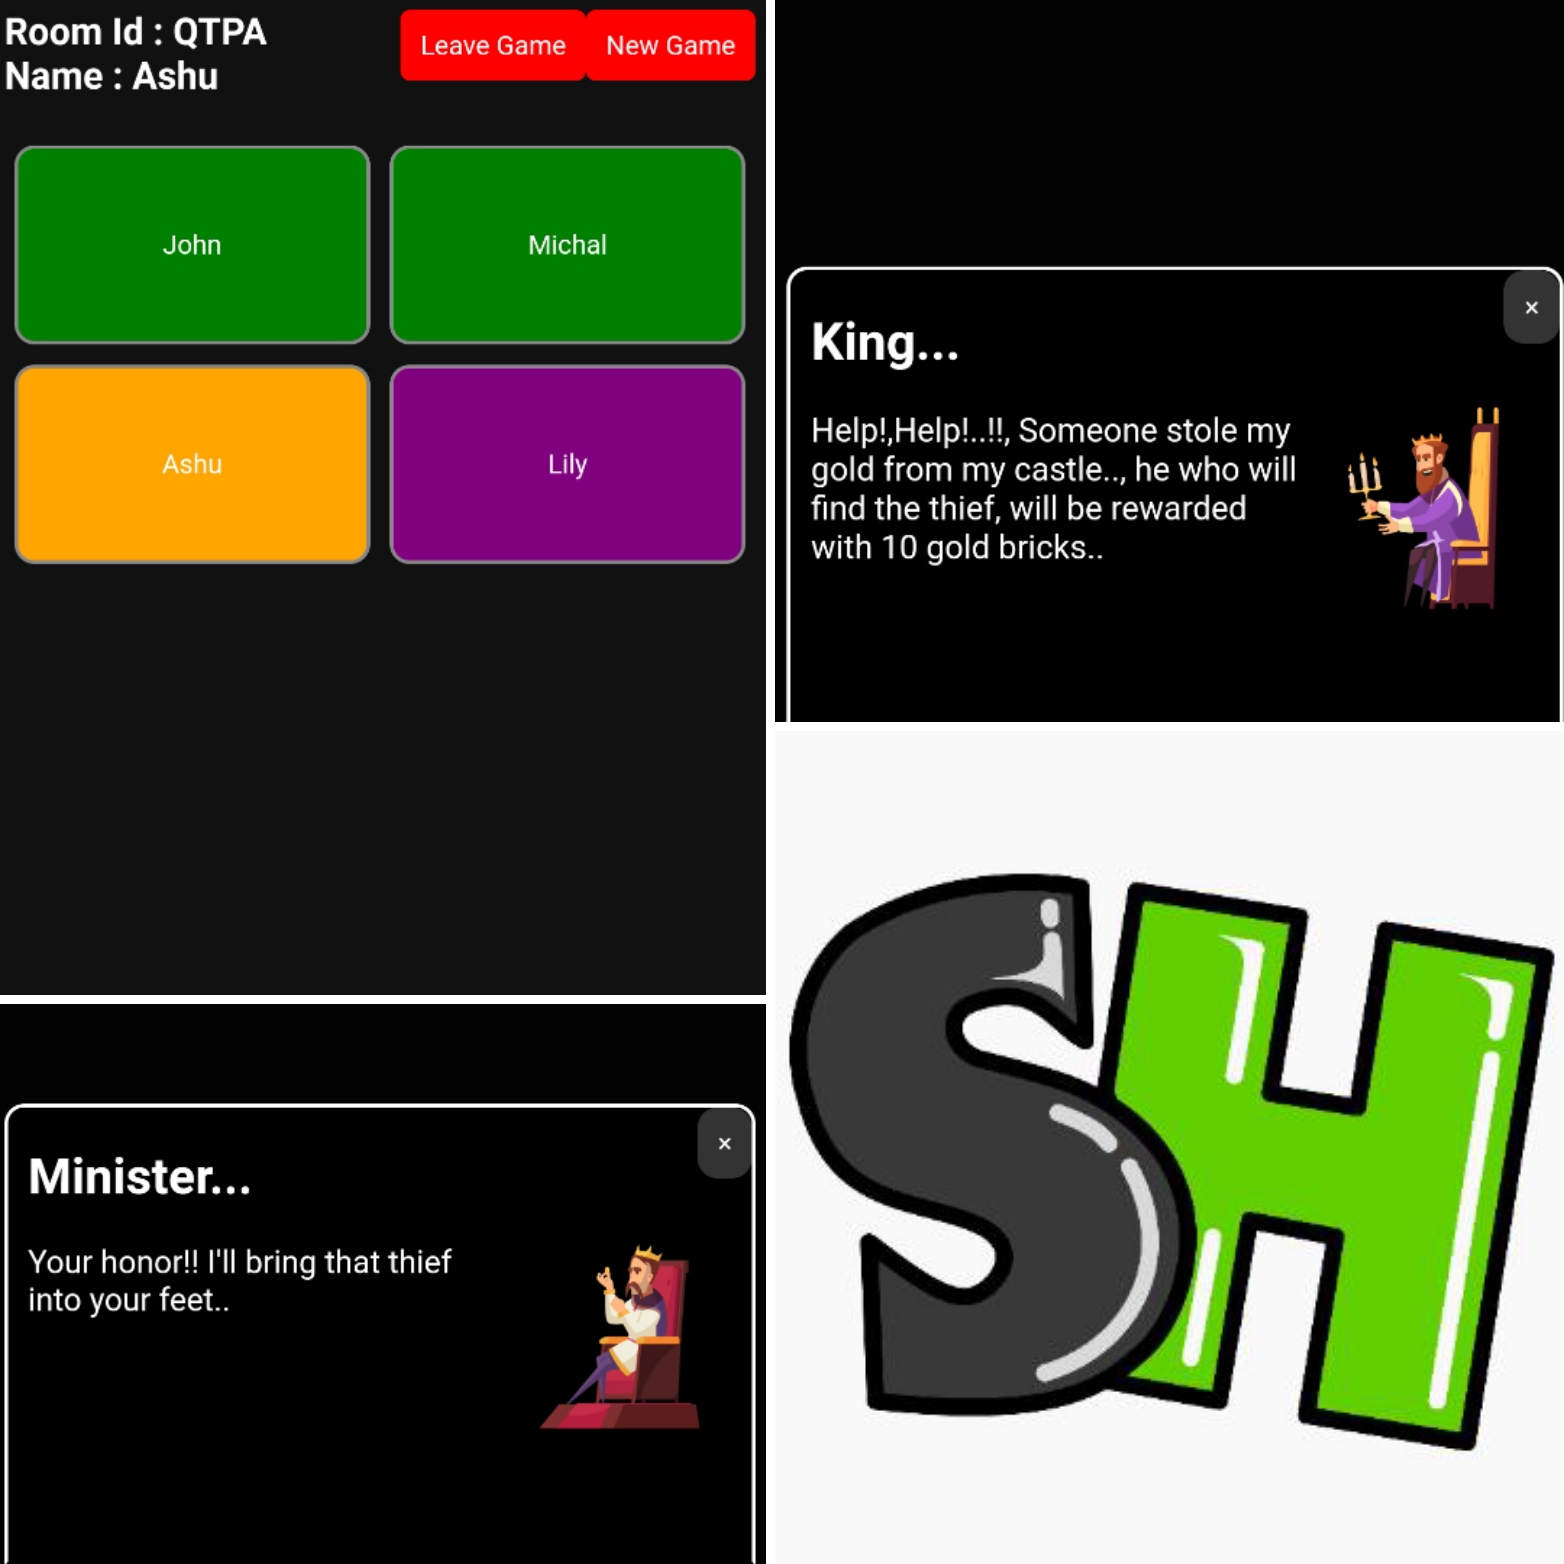 Room Id : QTPA
Name : Ashu
Leave Game
New Game
John
Michal
Ashu
Lily
King...
×
Help!,Help!..!!, Someone stole my
gold from my castle.., he who will
find the thief, will be rewarded
with 10 gold bricks..
Minister...
×
Your honor!! I'll bring that thief
into your feet..
SH